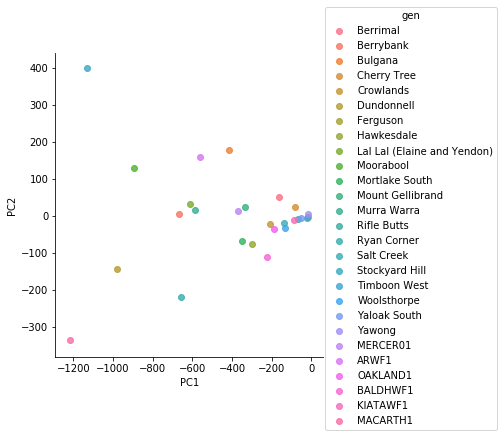 gen
Berrimal
Berrybank
Bulgana
Cherry Tree
Crowlands
Dundonnell
Ferguson
Hawkesdale
Lal Lal (Elaine and Yendon)
Moorabool
Mortlake South
Mount Gellibrand
Murra Warra
Rifle Butts
Ryan Corner
Salt Creek
Stockyard Hill
Timboon West
Woolsthorpe
Yaloak South
Yawong
MERCER01
ARWF1
OAKLAND1
BALDHWF1
KIATAWF1
MACARTH1
PC2
400
300
200
100
0
−100
−200
−300
−1200 −1000 −800 −600 −400 −200 0
PC1